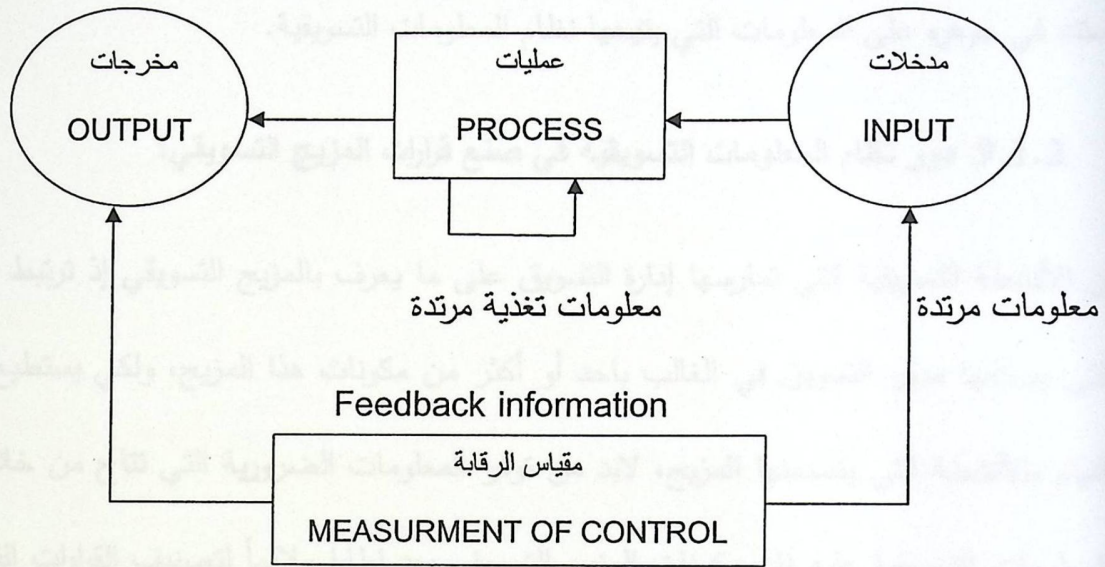 مدخلات
INPUT
عمليات
PROCESS
مخرجات
OUTPUT
معلومات مرتدة
معلومات تغذية مرتدة
Feedback information
مقياس الرقابة
MEASURMENT OF CONTROL